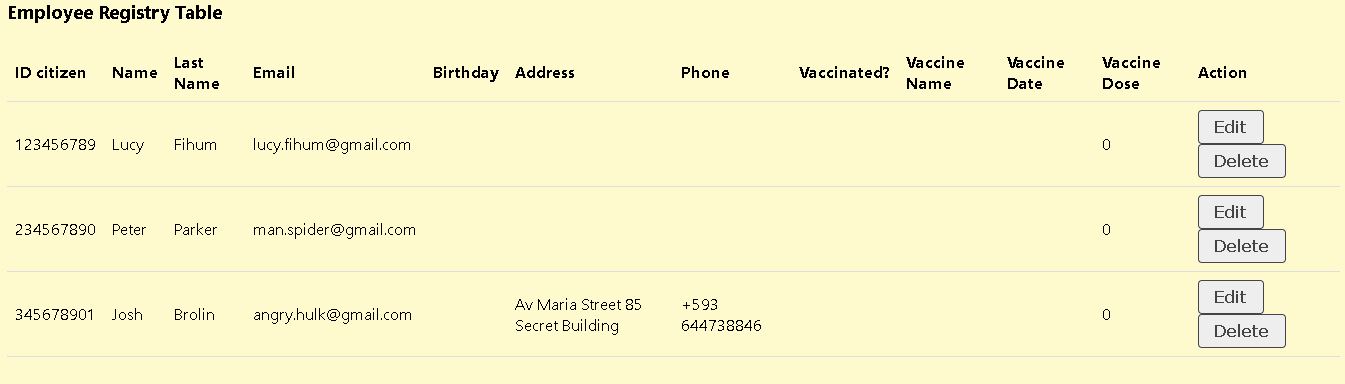 Employee Registry Table
ID citizen Name Last Name Email Birthday Address Phone Vaccinated? Vaccine Name Vaccine Date Vaccine Dose Action
123456789 Lucy Fihum lucy.fihum@gmail.com 0 Edit
Delete
234567890 Peter Parker man.spider@gmail.com 0 Edit
Delete
345678901 Josh Brolin angry.hulk@gmail.com Av Maria Street 85 Secret Building +593 644738846 0 Edit
Delete